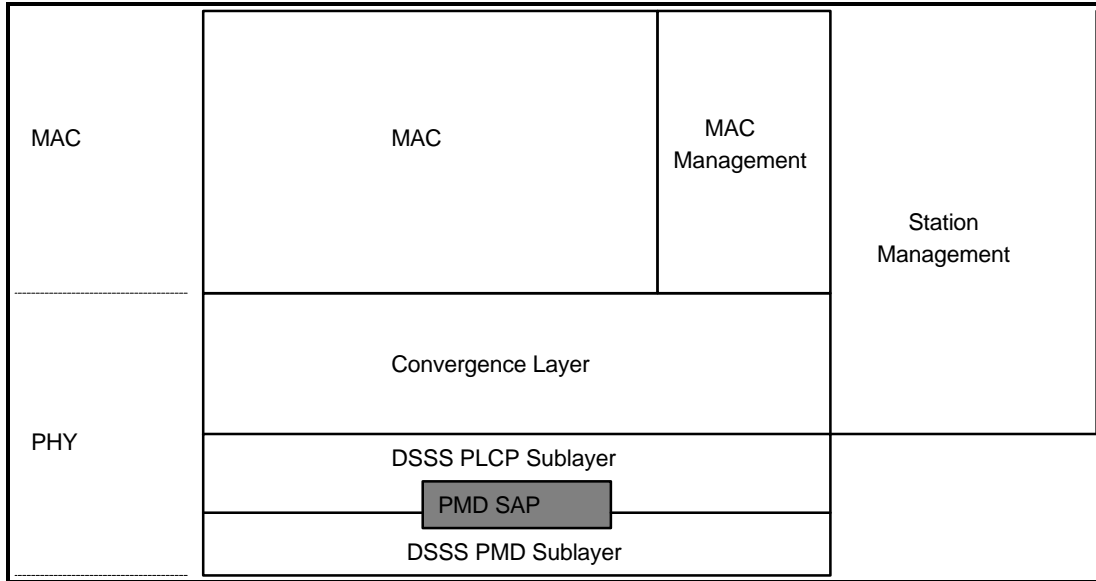 MAC
MAC
MAC
Management
Station
Management
Convergence Layer
PHY
DSSS PLCP Sublayer
PMD SAP
DSSS PMD Sublayer